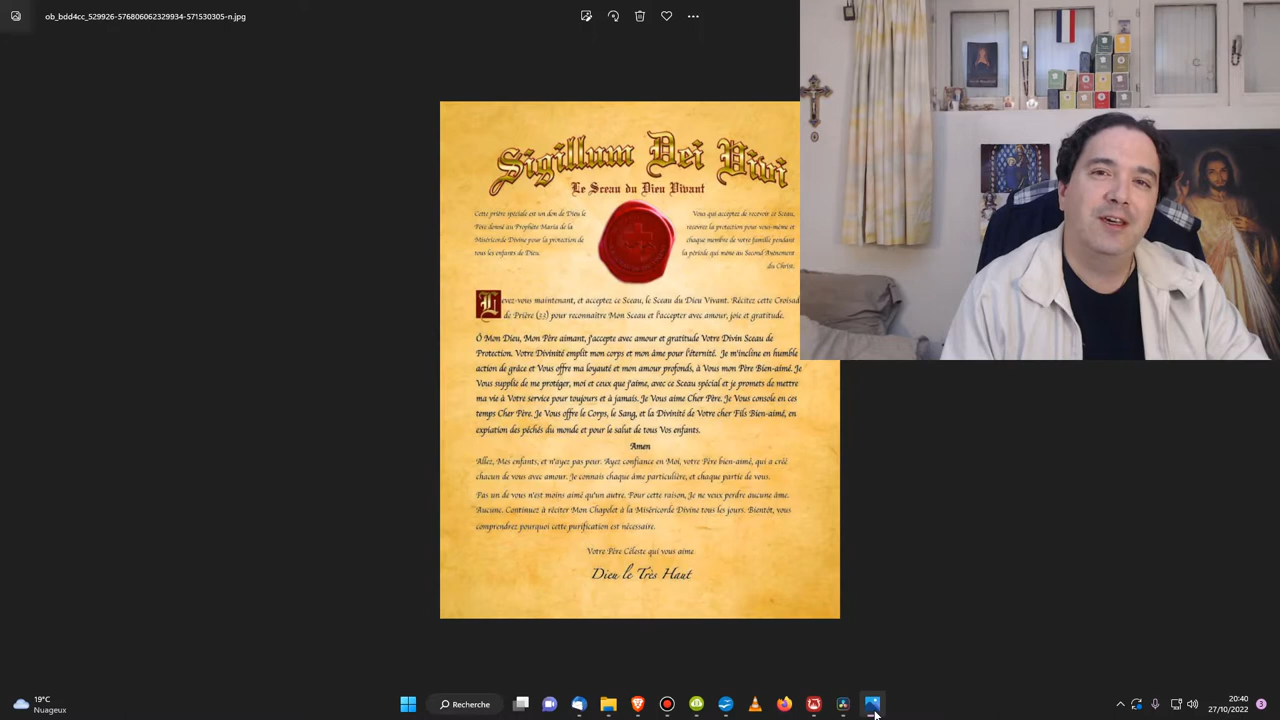 ob_bdd4cc_529926-576806062329934-571530305-n.jpg
Sigillum Dei Vivi
Le Sceau du Dieu Vivant
Cette prière spéciale est un don de Dieu le
Père donné au Prophète Maria de la
Miséricorde Divine pour la protection de
tous les enfants de Dieu.
Vous qui acceptez de recevoir ce Sceau,
recevez la protection pour vous-même et
chaque membre de votre famille pendant
la période qui mène au Second Avènement
du Christ.
Levez-vous maintenant, et acceptez ce Sceau, le Sceau du Dieu Vivant. Récitez cette Croisad
de Prière (33) pour reconnaître Mon Sceau et l'accepter avec amour, joie et gratitude.
Ô Mon Dieu, Mon Père aimant, j'accepte avec amour et gratitude Votre Divin Sceau de
Protection. Votre Divinité emplit mon corps et mon âme pour l'éternité. Je m'incline en humble
action de grâce et Vous offre ma loyauté et mon amour profonds, à Vous mon Père Bien-aimé. Je
Vous supplie de me protéger, moi et ceux que j'aime, avec ce Sceau spécial et je promets de mettre
ma vie à Votre service pour toujours et à jamais. Je Vous aime Cher Père. Je Vous console en ces
temps Cher Père. Je Vous offre le Corps, le Sang, et la Divinité de Votre cher Fils Bien-aimé, en
expiation des péchés du monde et pour le salut de tous Vos enfants.
Amen
Allez, Mes enfants, et n'ayez pas peur. Ayez confiance en Moi, votre Père bien-aimé, qui a créé
chacun de vous avec amour. Je connais chaque âme particulière, et chaque partie de vous.
Pas un de vous n'est moins aimé qu'un autre. Pour cette raison, Je ne veux perdre aucune âme.
Aucune. Continuez à réciter Mon Chapelet à la Miséricorde Divine tous les jours. Bientôt, vous
comprendrez pourquoi cette purification est nécessaire.
Votre Père Céleste qui vous aime
Dieu le Très Haut
19°C
Nuageux
Recherche
20:40
27/10/2022
3